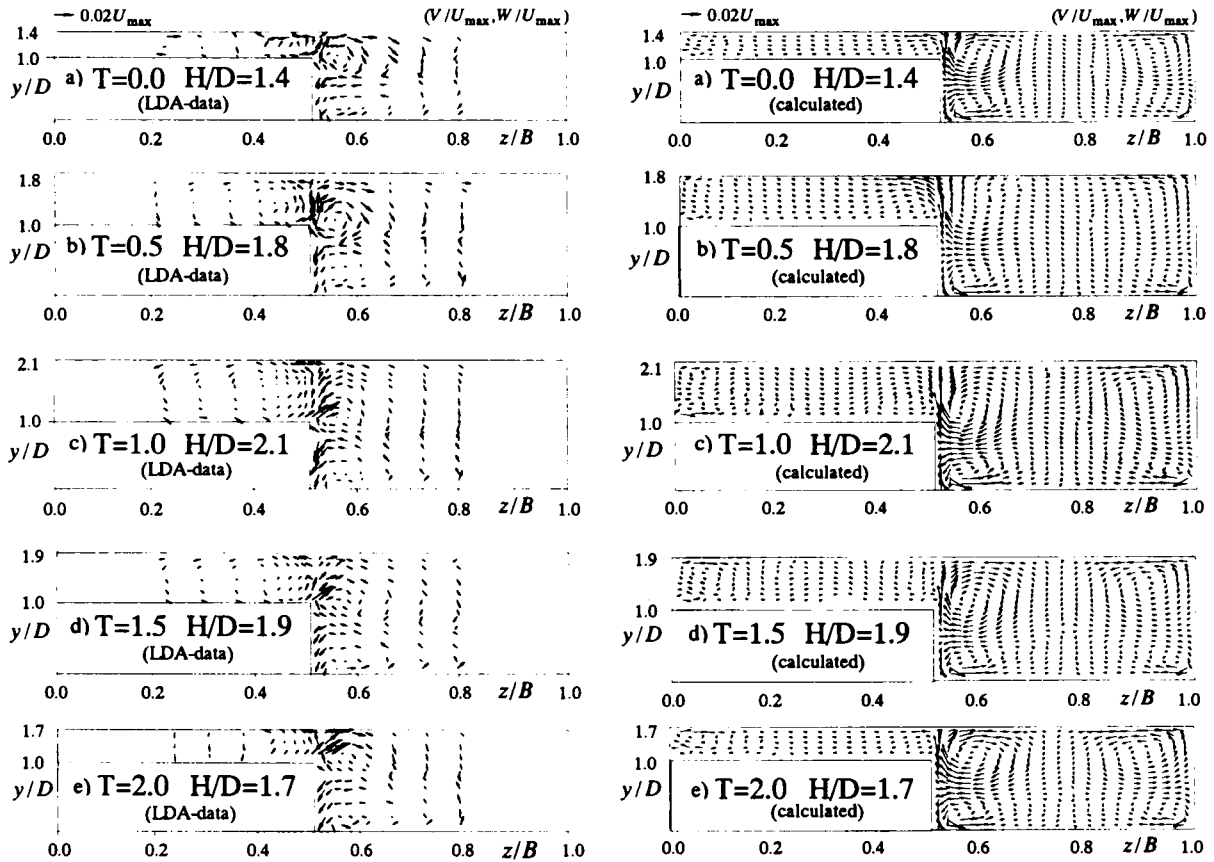 0.02Umax (V/Umax, W/Umax)
1.4
1.0
y/D
a) T=0.0 H/D=1.4
(LDA-data)
0.0 0.2 0.4 0.6 0.8 z/B 1.0
1.8
1.0
y/D
b) T=0.5 H/D=1.8
(LDA-data)
0.0 0.2 0.4 0.6 0.8 z/B 1.0
2.1
1.0
y/D
c) T=1.0 H/D=2.1
(LDA-data)
0.0 0.2 0.4 0.6 0.8 z/B 1.0
1.9
1.0
y/D
d) T=1.5 H/D=1.9
(LDA-data)
0.0 0.2 0.4 0.6 0.8 z/B 1.0
1.7
1.0
y/D
e) T=2.0 H/D=1.7
(LDA-data)
0.0 0.2 0.4 0.6 0.8 z/B 1.0
0.02Umax (V/Umax, W/Umax)
1.4
1.0
y/D
a) T=0.0 H/D=1.4
(calculated)
0.0 0.2 0.4 0.6 0.8 z/B 1.0
1.8
1.0
y/D
b) T=0.5 H/D=1.8
(calculated)
0.0 0.2 0.4 0.6 0.8 z/B 1.0
2.1
1.0
y/D
c) T=1.0 H/D=2.1
(calculated)
0.0 0.2 0.4 0.6 0.8 z/B 1.0
1.9
1.0
y/D
d) T=1.5 H/D=1.9
(calculated)
0.0 0.2 0.4 0.6 0.8 z/B 1.0
1.7
1.0
y/D
e) T=2.0 H/D=1.7
(calculated)
0.0 0.2 0.4 0.6 0.8 z/B 1.0